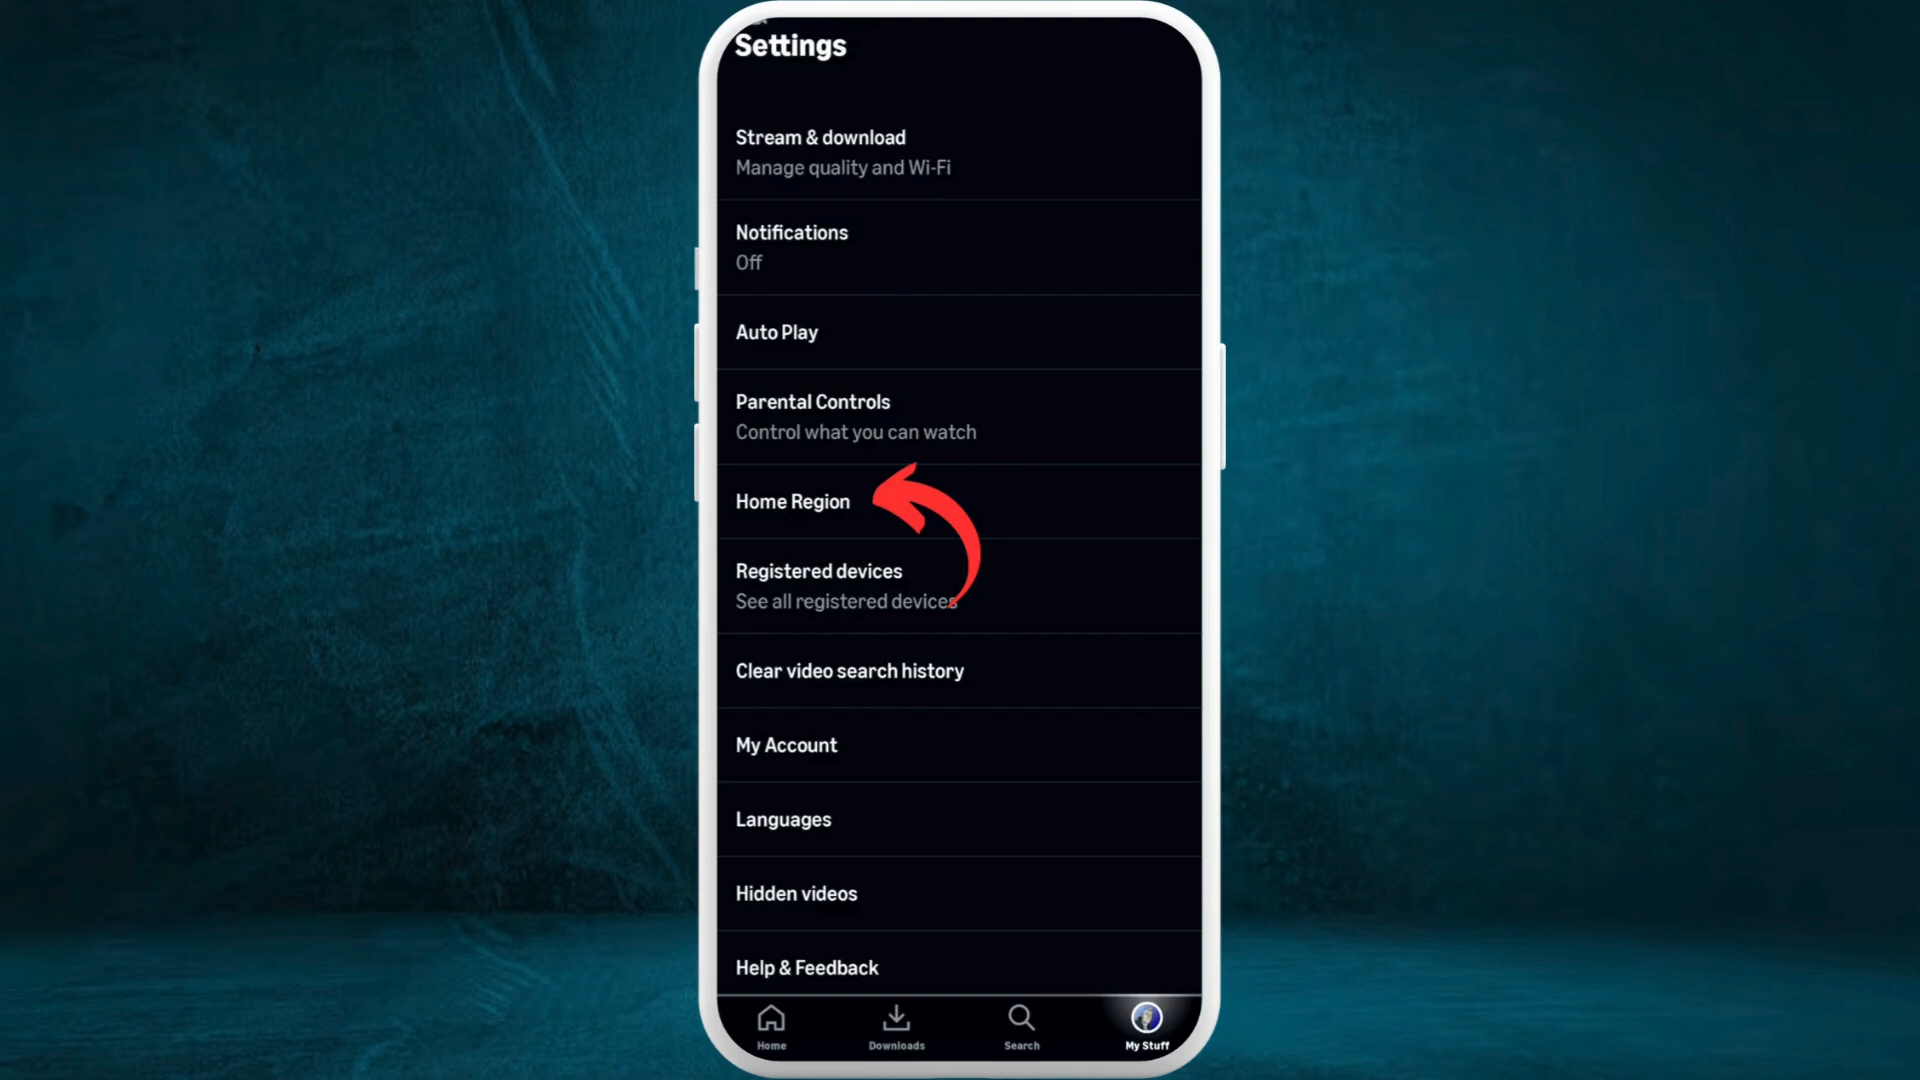 Settings
Stream & download
Manage quality and Wi-Fi
Notifications
Off
Auto Play
Parental Controls
Control what you can watch
Home Region
Registered devices
See all registered devices
Clear video search history
My Account
Languages
Hidden videos
Help & Feedback
Home
Downloads
Search
My Stuff